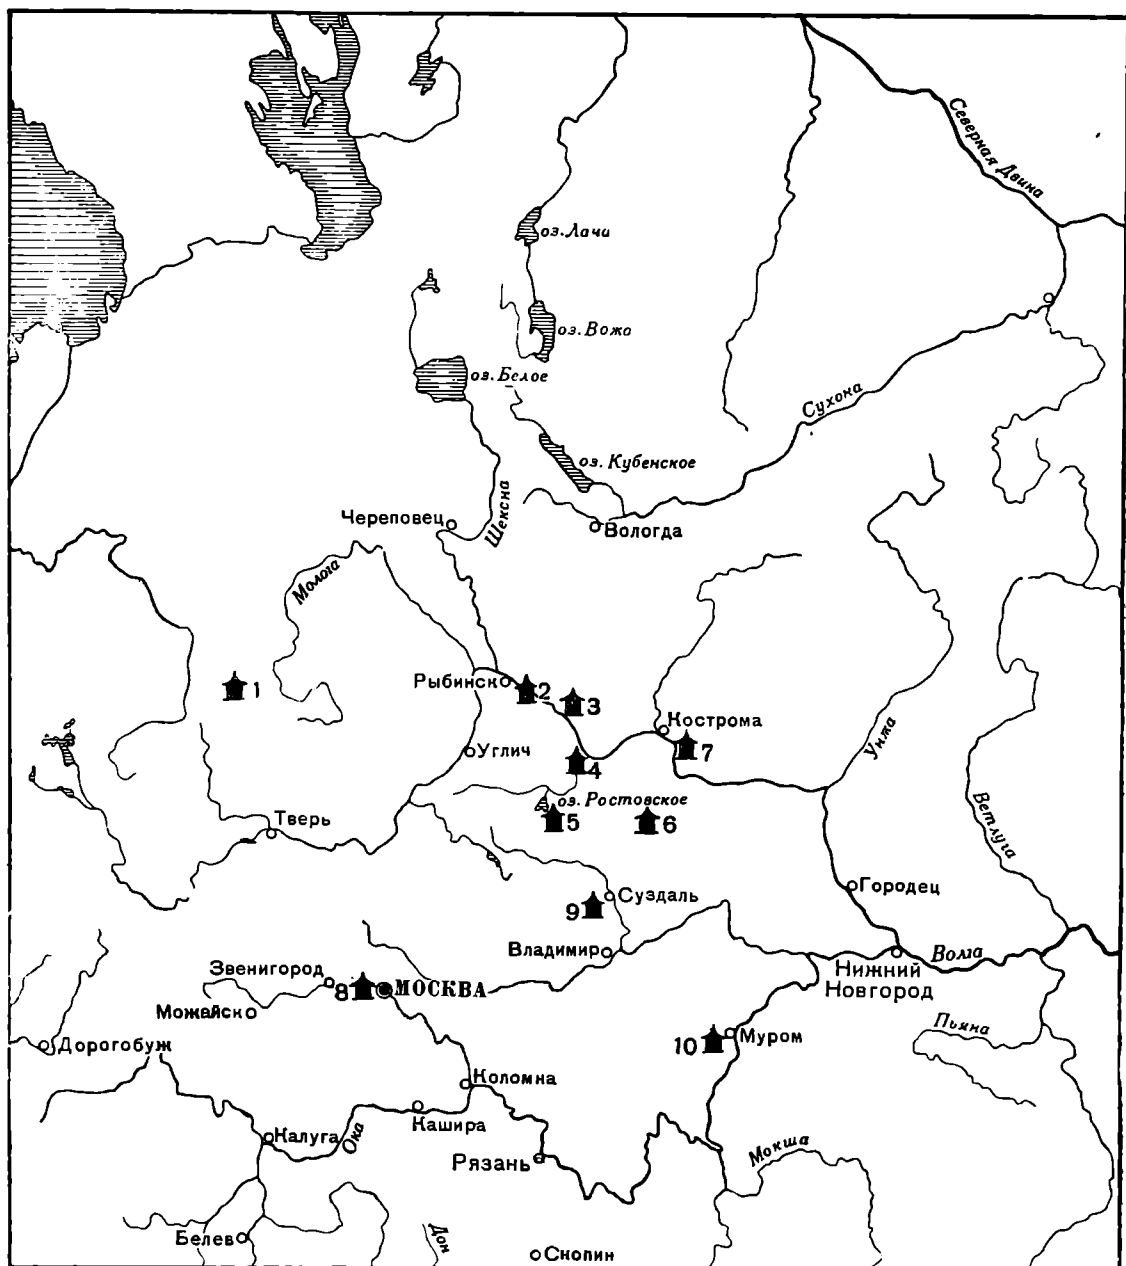 Северная Двина
оз. Лачи
оз. Вожа
оз. Белое
Сухона
оз. Кубенское
Череповец
Шексна
Вологда
Молога
1
Рыбинск
2
3
Кострома
7
Углич
4
Унжа
оз. Ростовское
5
6
Ветлуга
Тверь
9
Суздаль
Городец
Владимир
Волга
Нижний
Новгород
Звенигород
8
МОСКВА
Можайск
Пьяна
10
Муром
Дорогобуж
Коломна
Кашира
Калуга
Ока
Рязань
Мокша
Белев
Дон
Скопин